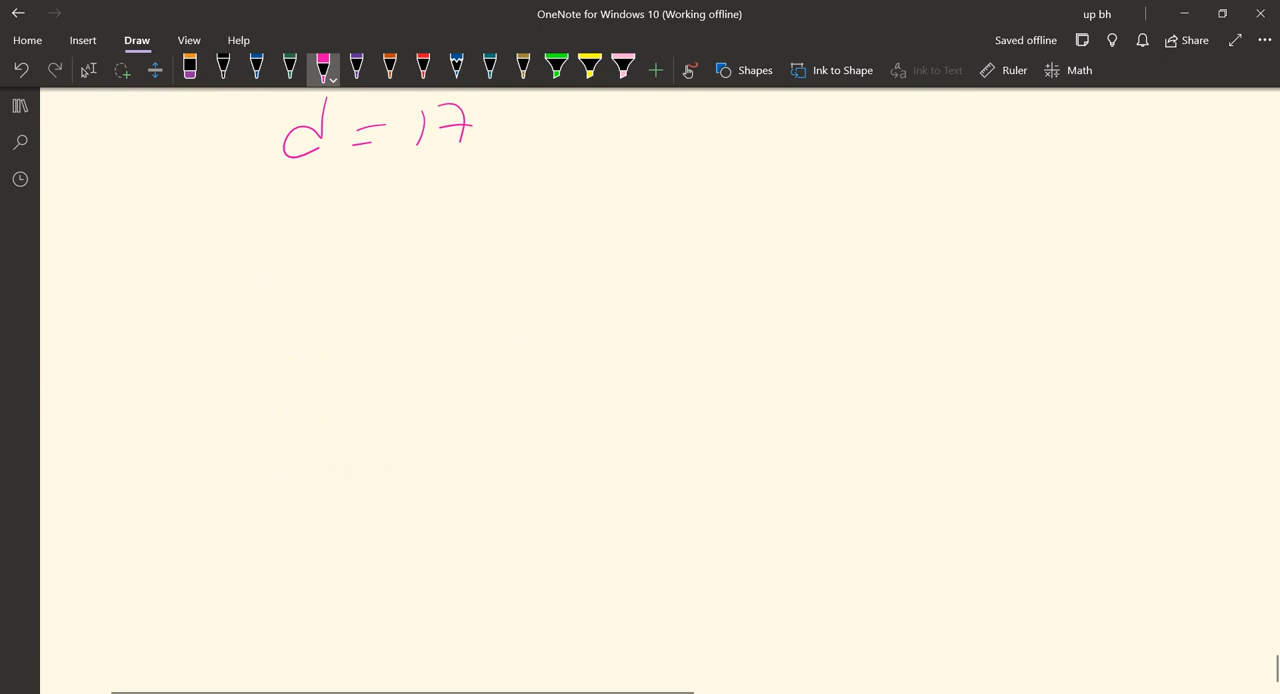 OneNote for Windows 10 (Working offline)
up bh
Home
Insert
Draw
View
Help
Saved offline
Share
Shapes
Ink to Shape
Ink to Text
Ruler
Math
d = 17